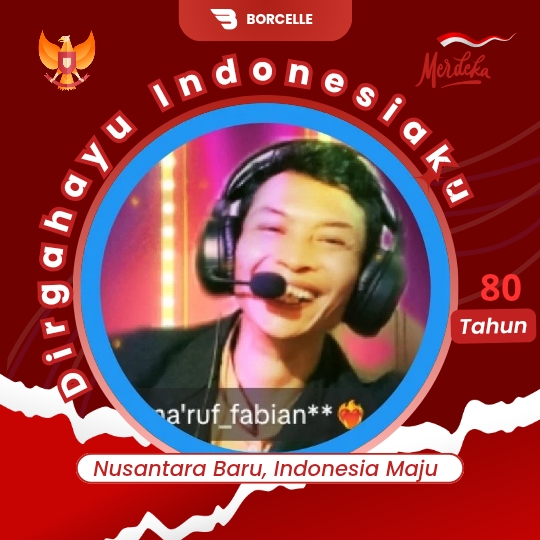 BORCELLE
Merdeka
Dirgahayu Indonesiaku
80
Tahun
ma'ruf_fabian**❤️‍🔥
Nusantara Baru, Indonesia Maju